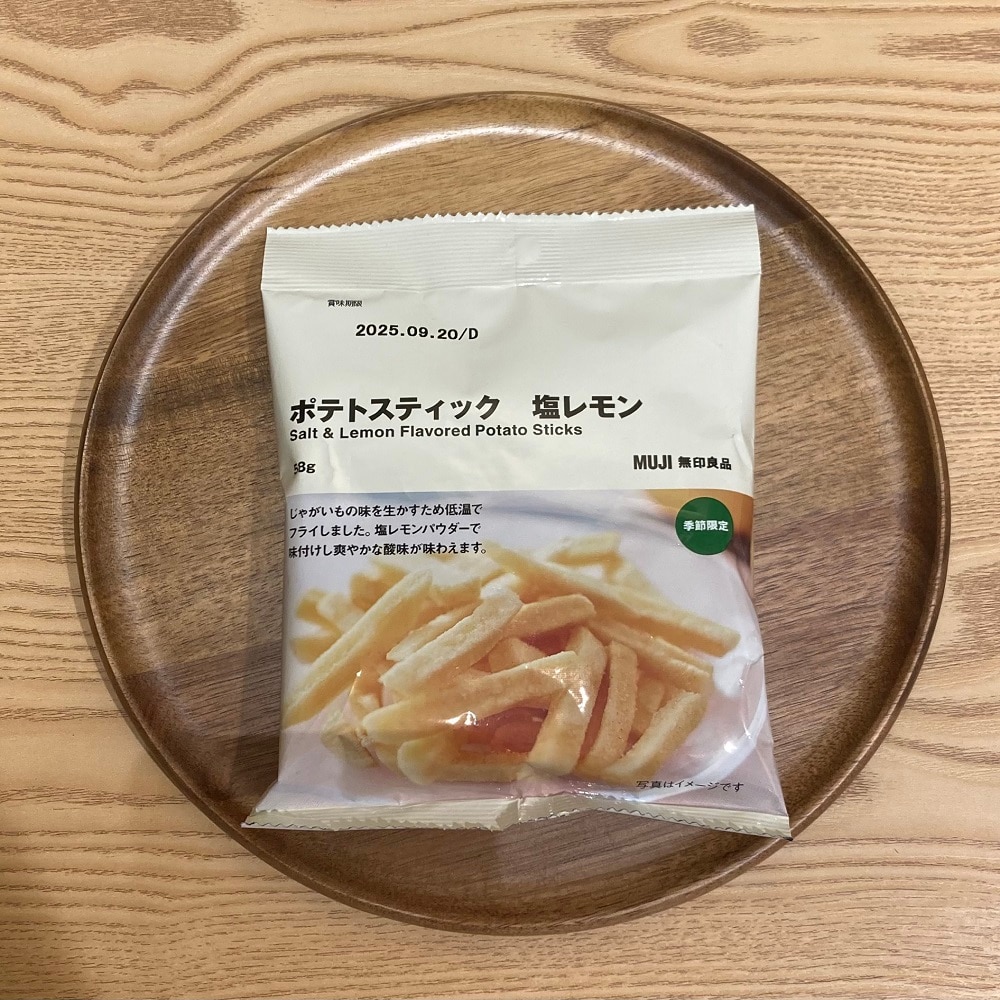 賞味期限
2025.09.20/D
ポテトスティック 塩レモン
Salt & Lemon Flavored Potato Sticks
58g
MUJI 無印良品
じゃがいもの味を生かすため低温で
フライしました。塩レモンパウダーで
味付けし爽やかな酸味が味わえます。
季節限定
写真はイメージです